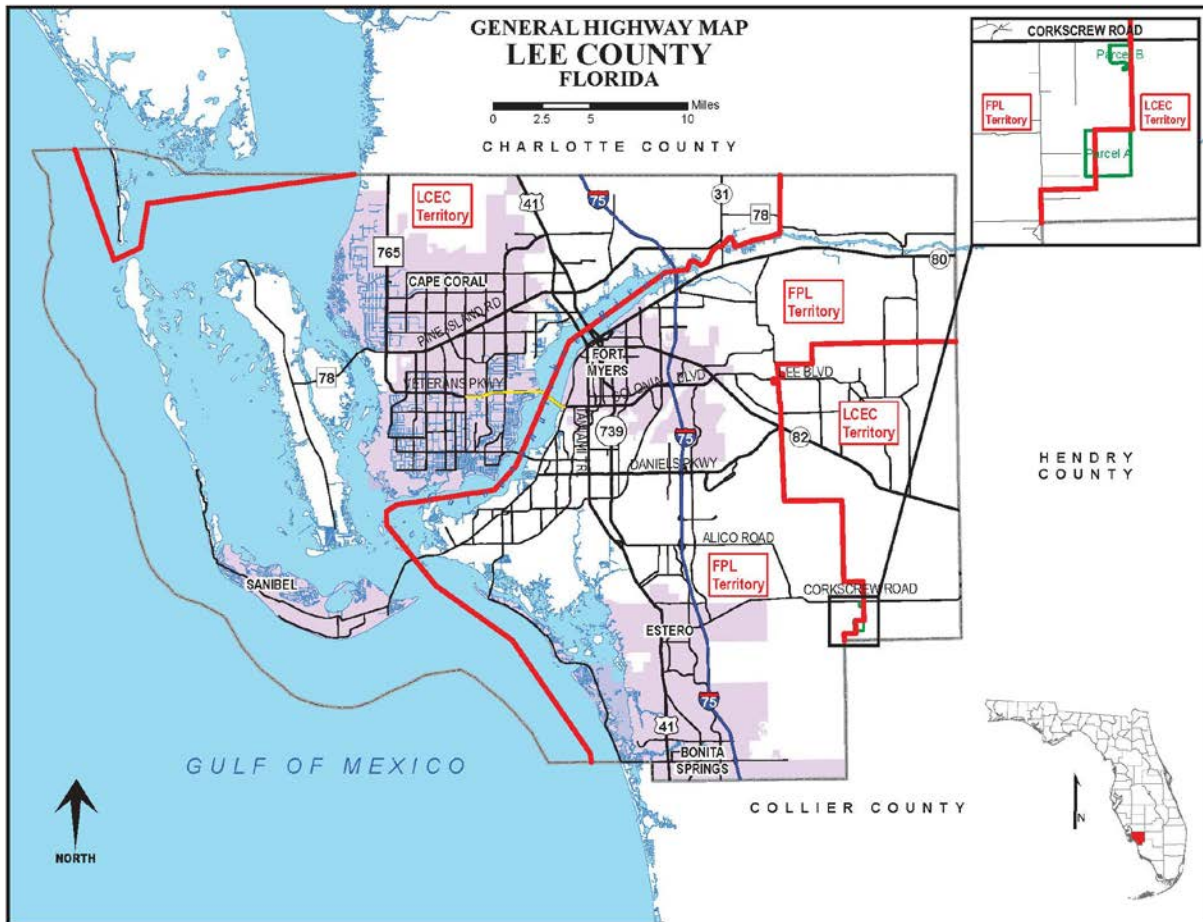 GENERAL HIGHWAY MAP
LEE COUNTY
FLORIDA
Miles
0 2.5 5 10
CHARLOTTE COUNTY
CORKSCREW ROAD
Parcel B
FPL
Territory
LCEC
Territory
Parcel A
LCEC
Territory
41
75
31
78
765
80
CAPE CORAL
PINE ISLAND RD
FPL
Territory
FORT
MYERS
78
VETERANS PKWY
COLONIAL BLVD
LEE BLVD
LCEC
Territory
TAMIAMI TR
739
75
82
DANIELS PKWY
HENDRY
COUNTY
ALICO ROAD
FPL
Territory
SANIBEL
CORKSCREW ROAD
ESTERO
75
41
BONITA
SPRINGS
GULF OF MEXICO
COLLIER COUNTY
NORTH
N